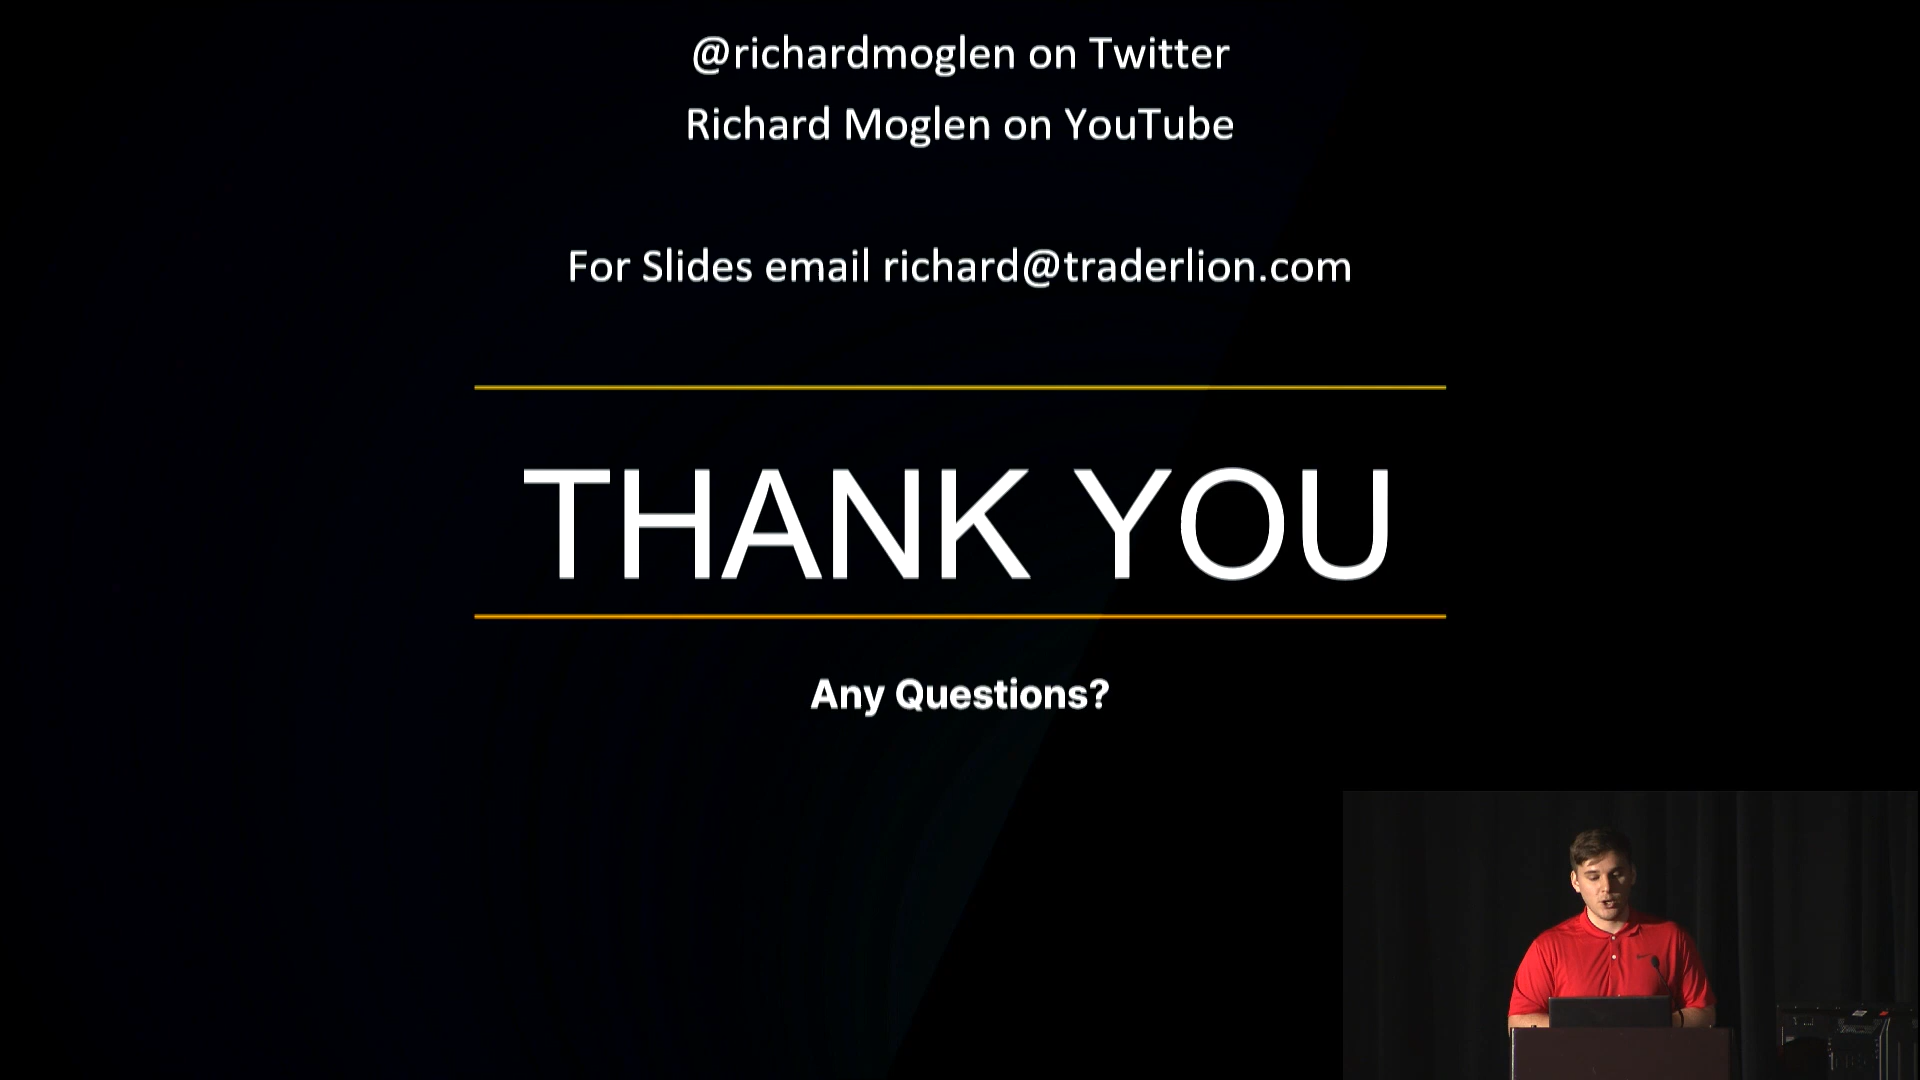 @richardmoglen on Twitter
Richard Moglen on YouTube
For Slides email richard@traderlion.com
THANK YOU
Any Questions?